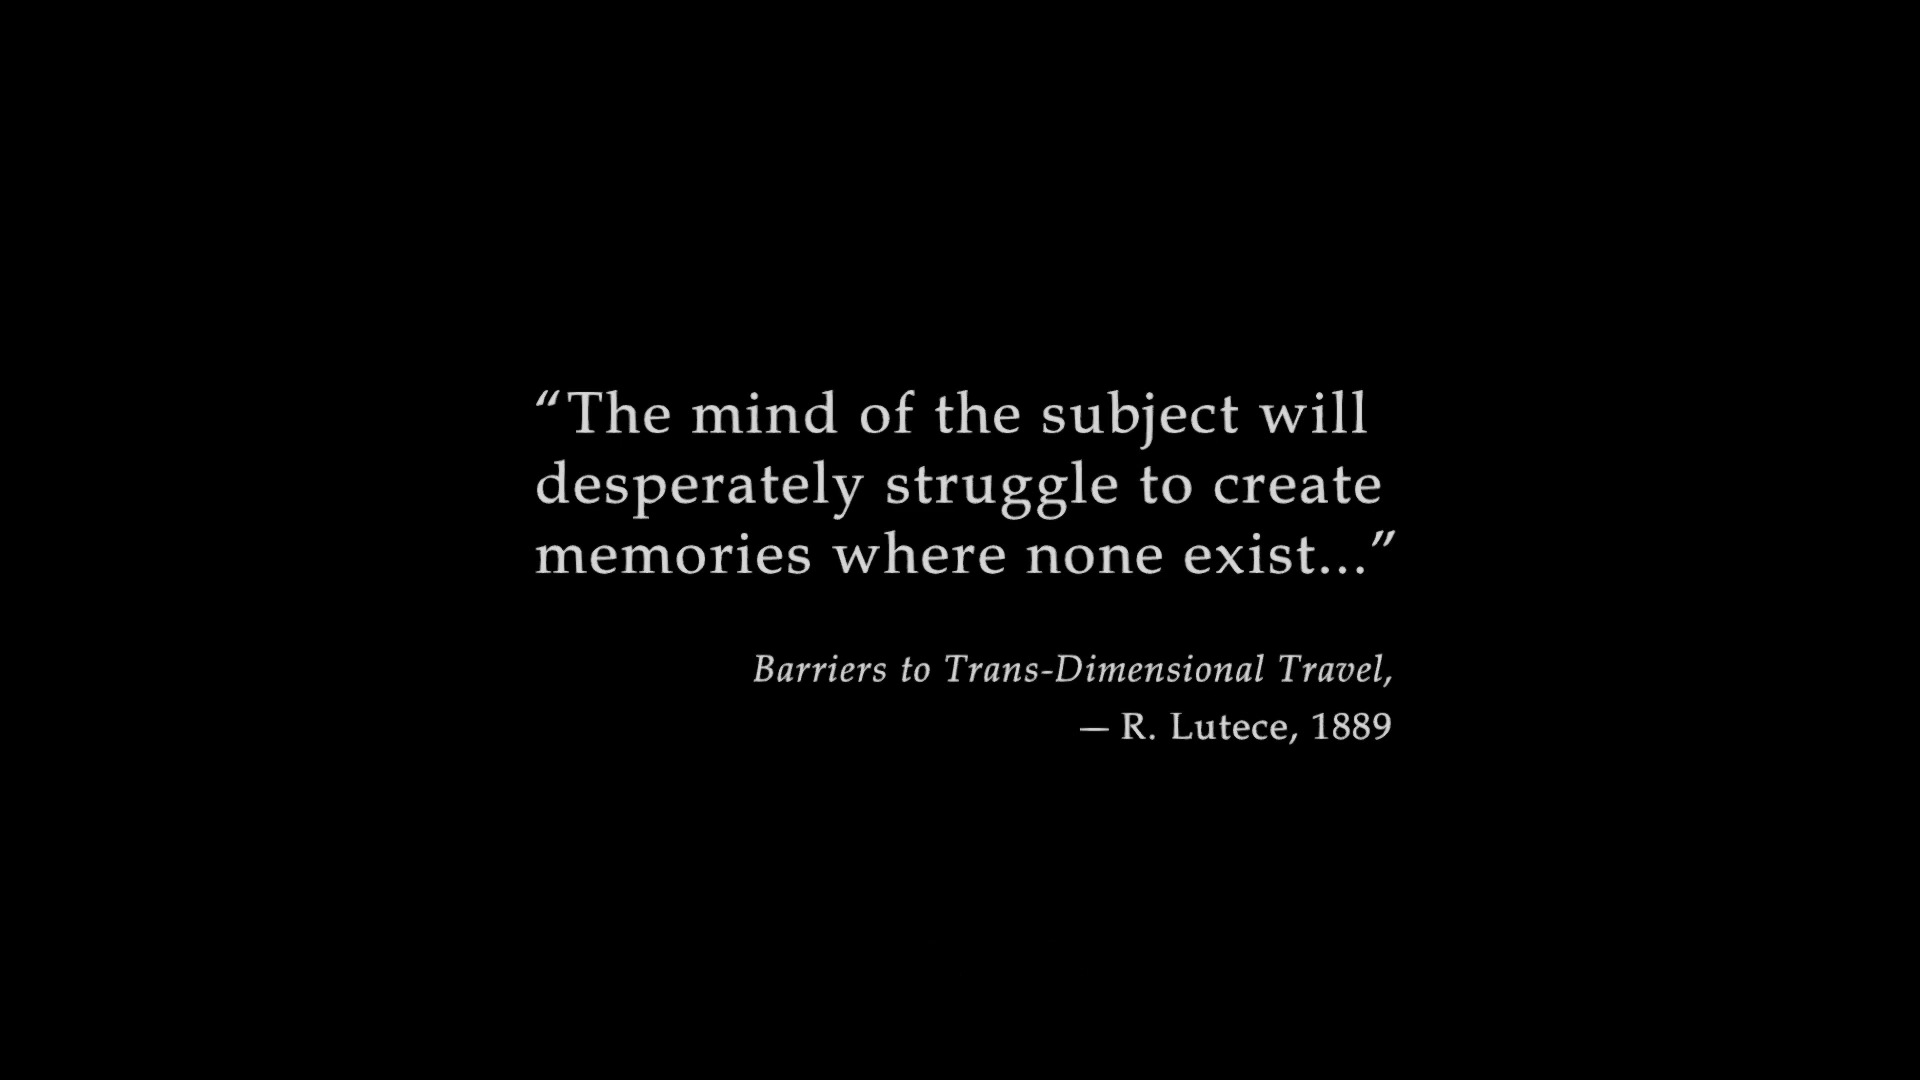 “The mind of the subject will
desperately struggle to create
memories where none exist...”
Barriers to Trans-Dimensional Travel,
— R. Lutece, 1889